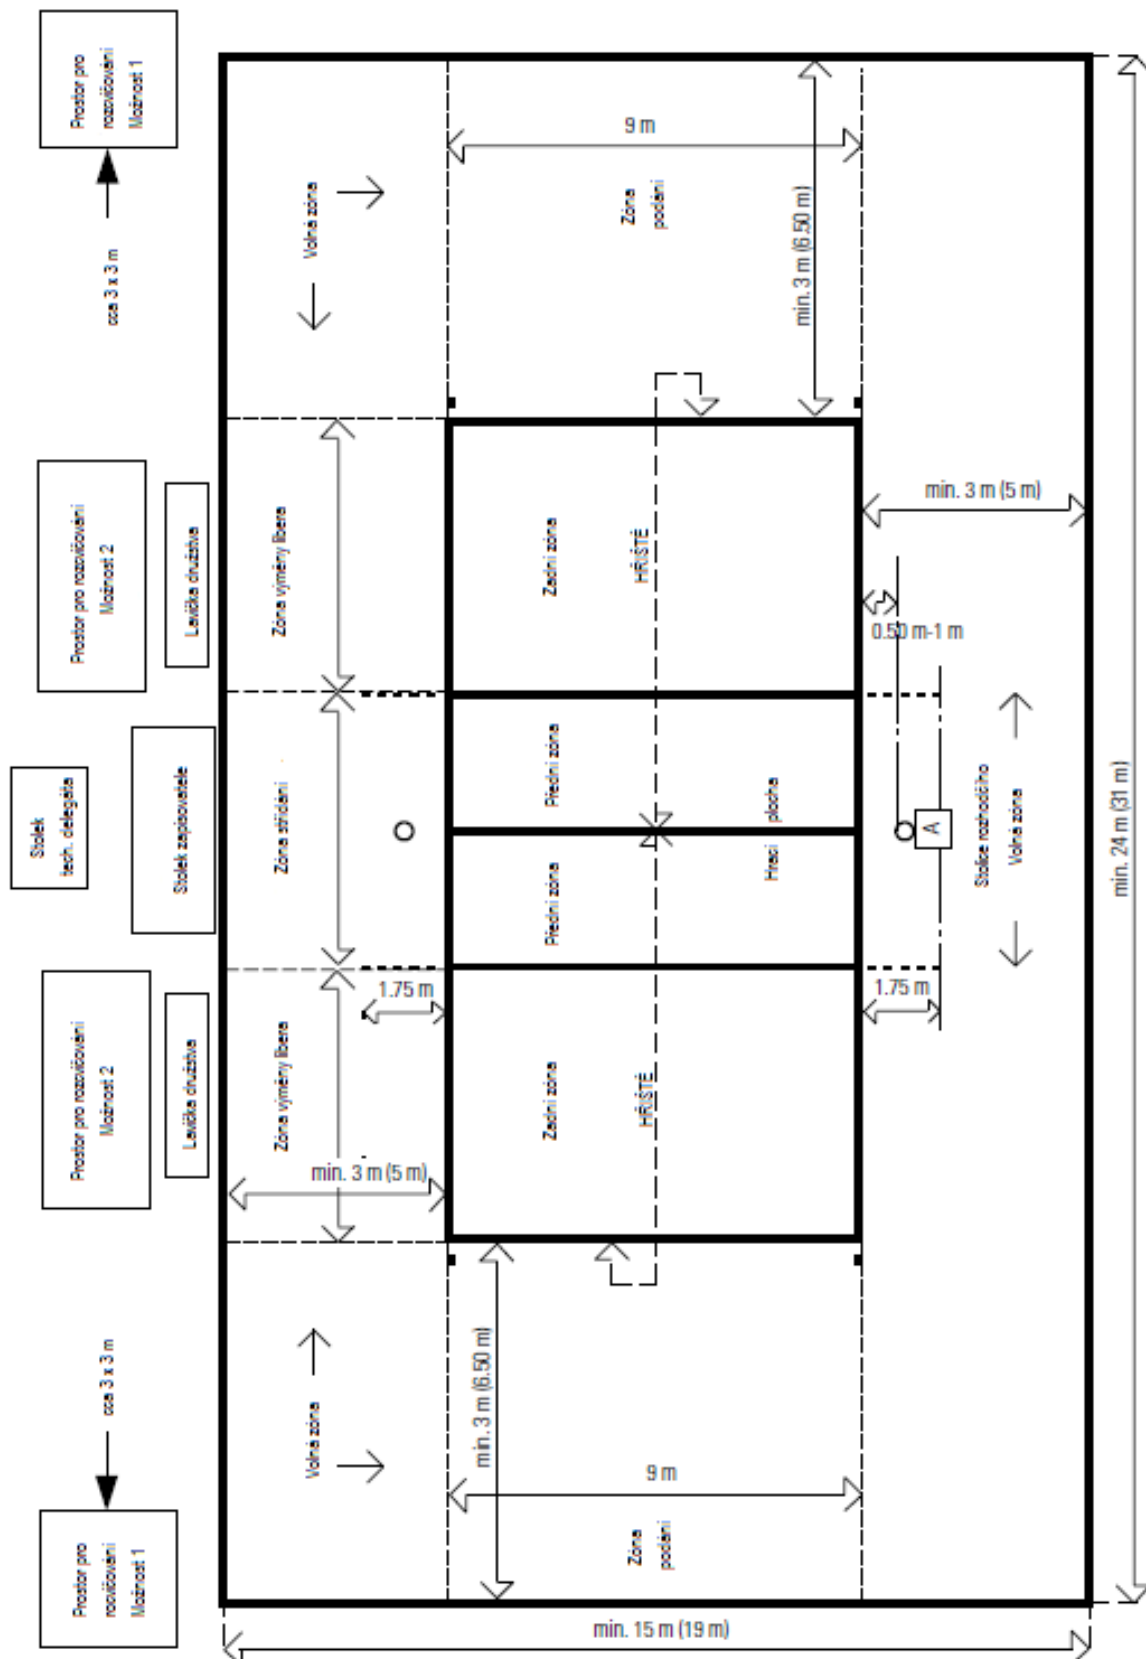 Prostor pro
rozcvičování
Možnost 1
cca 3 x 3 m
Volná zóna
9 m
Zóna
podání
min. 3 m (6.50 m)
Prostor pro rozcvičování
Možnost 2
Lavička družstva
Zóna výměny libera
Zadní zóna
HŘIŠTĚ
min. 3 m (5 m)
0.50 m-1 m
Stolek
tech. delegáta
Stolek zapisovatele
Zóna střídání
Přední zóna
Přední zóna
Hrací
plocha
A
Stolice rozhodčího
Volná zóna
min. 24 m (31 m)
1.75 m
1.75 m
Prostor pro rozcvičování
Možnost 2
Lavička družstva
Zóna výměny libera
Zadní zóna
HŘIŠTĚ
min. 3 m (5 m)
min. 3 m (6.50 m)
Volná zóna
cca 3 x 3 m
9 m
Zóna
podání
Prostor pro
rozcvičování
Možnost 1
min. 15 m (19 m)